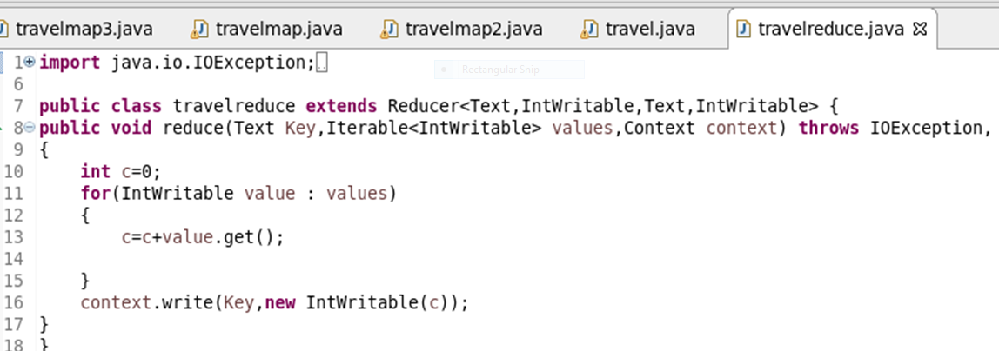 travelmap3.java travelmap.java travelmap2.java travel.java travelreduce.java
Rectangular Snip
1 import java.io.IOException;
6
7 public class travelreduce extends Reducer<Text,IntWritable,Text,IntWritable> {
8 public void reduce(Text Key,Iterable<IntWritable> values,Context context) throws IOException,
9 {
10 int c=0;
11 for(IntWritable value : values)
12 {
13 c=c+value.get();
14
15 }
16 context.write(Key,new IntWritable(c));
17 }
18 }